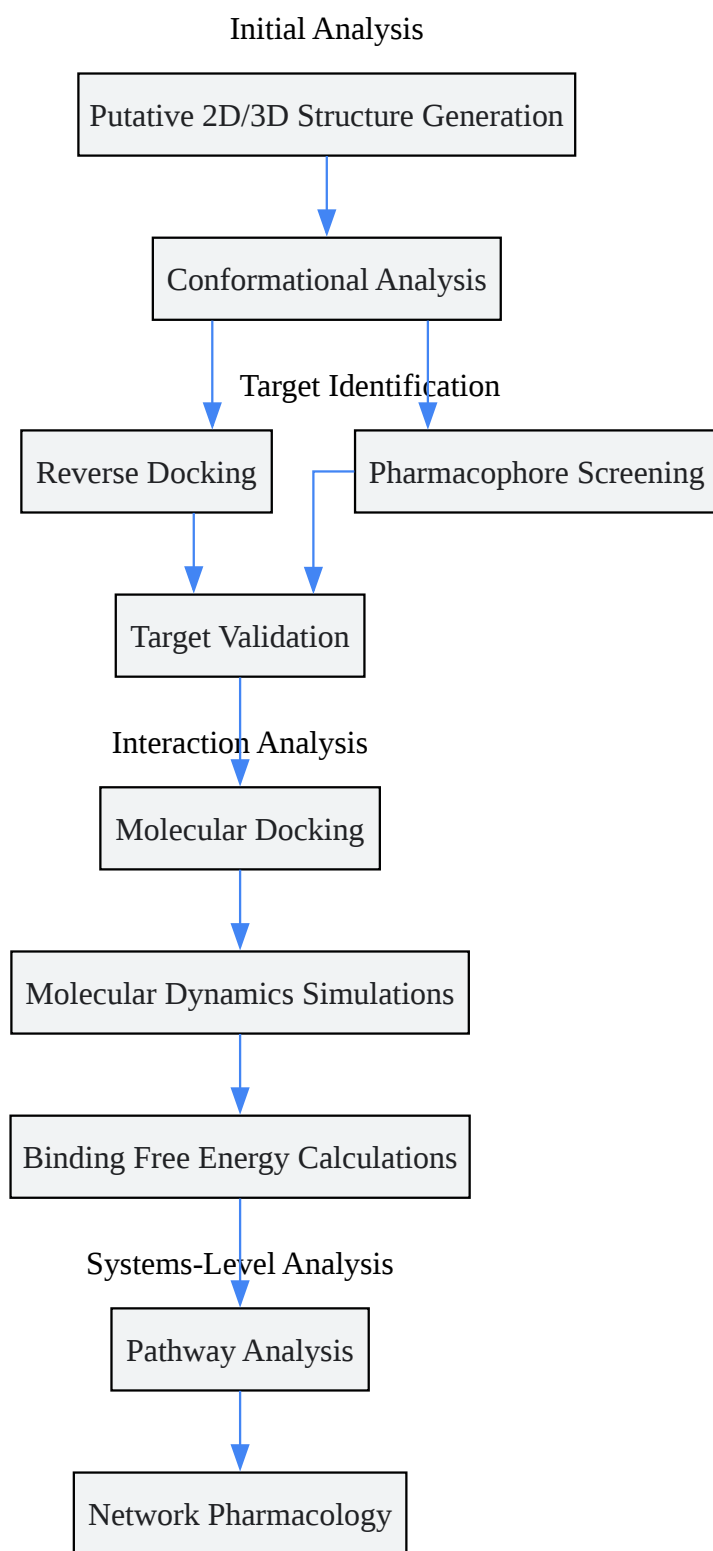 Initial Analysis
Putative 2D/3D Structure Generation
Conformational Analysis
Target Identification
Reverse Docking
Pharmacophore Screening
Target Validation
Interaction Analysis
Molecular Docking
Molecular Dynamics Simulations
Binding Free Energy Calculations
Systems-Level Analysis
Pathway Analysis
Network Pharmacology